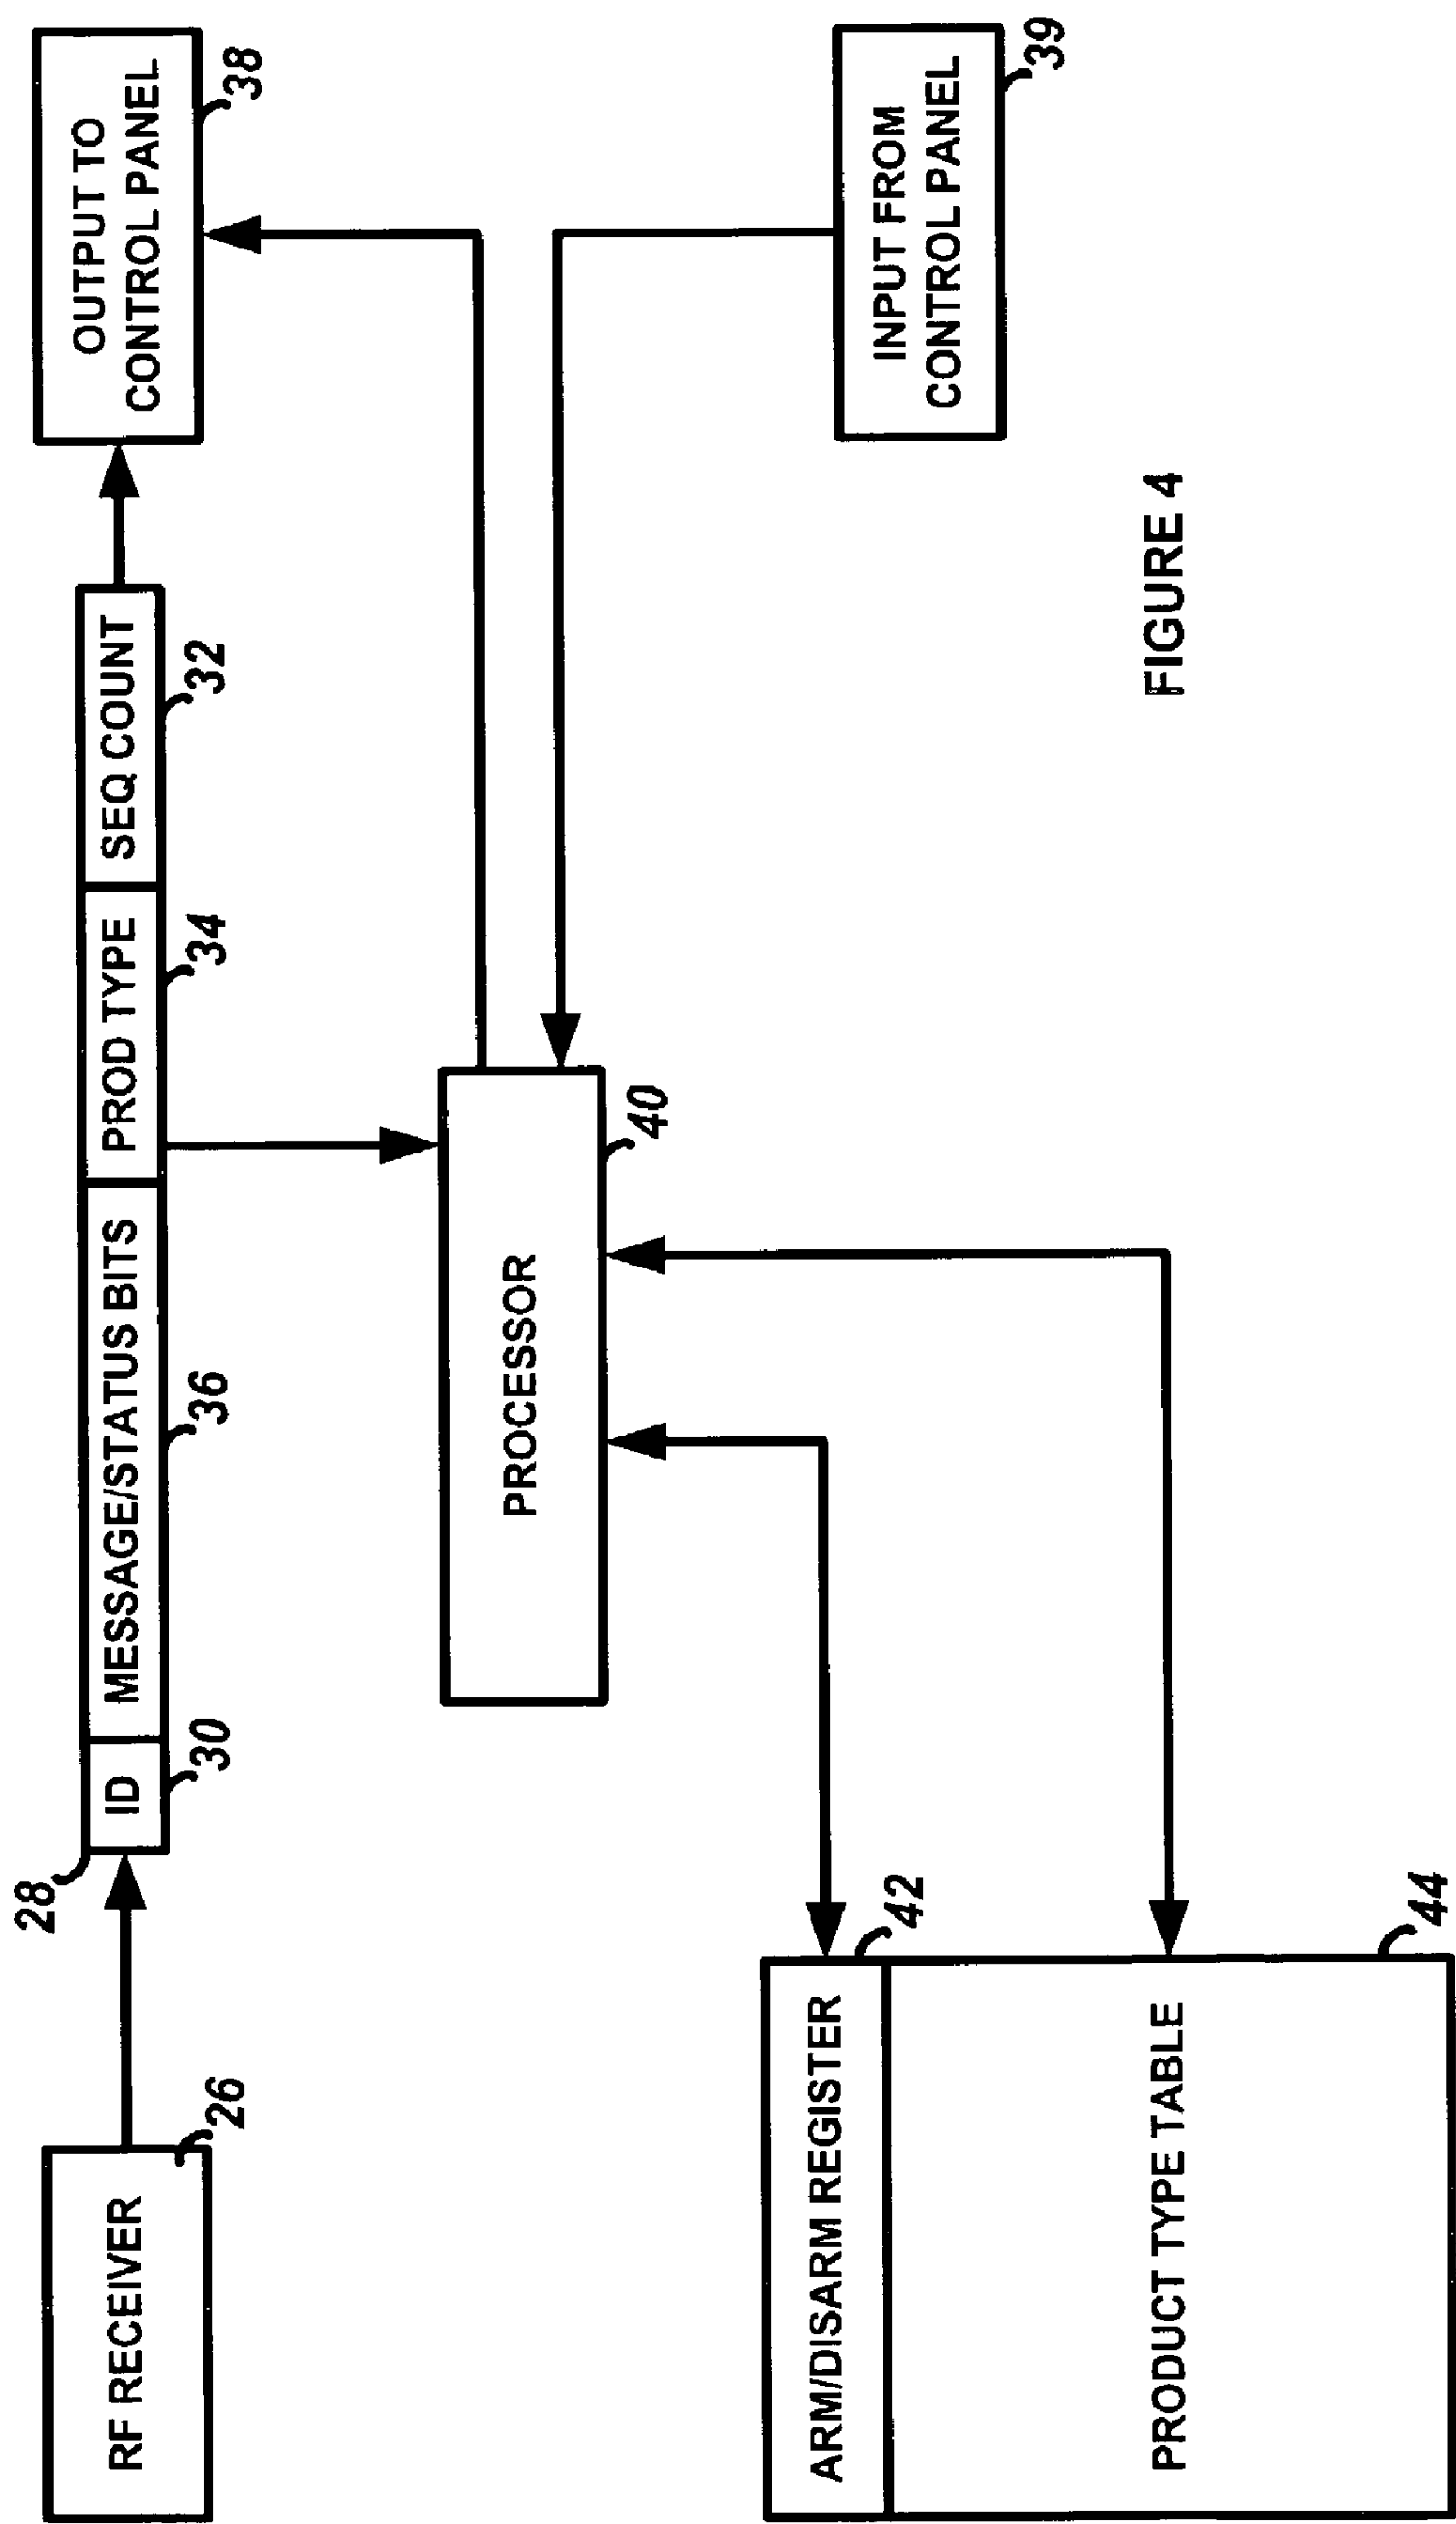 28
RF RECEIVER
26
ID
30
MESSAGE/STATUS BITS
36
PROD TYPE
34
SEQ COUNT
32
OUTPUT TO
CONTROL PANEL
38
PROCESSOR
40
ARM/DISARM REGISTER
42
PRODUCT TYPE TABLE
44
INPUT FROM
CONTROL PANEL
39
FIGURE 4